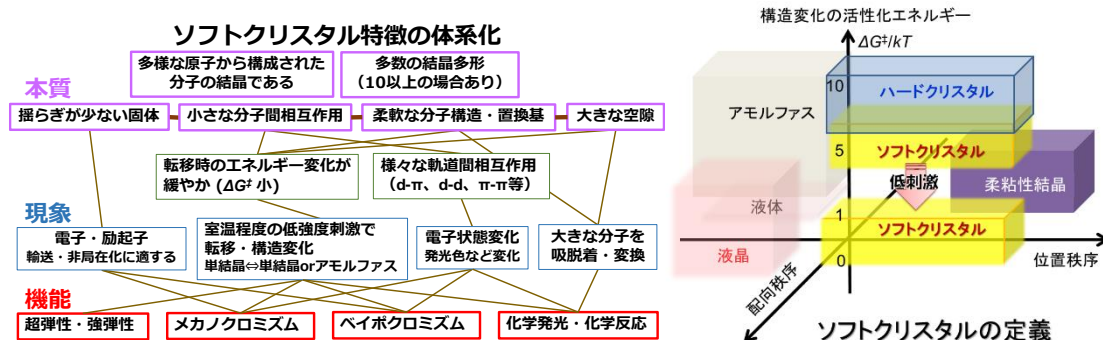 ソフトクリスタル特徴の体系化
多様な原子から構成された
分子の結晶である
多数の結晶多形
(10以上の場合あり)
本質
揺らぎが少ない固体
小さな分子間相互作用
柔軟な分子構造・置換基
大きな空隙
転移時のエネルギー変化が
緩やか (ΔG‡ 小)
様々な軌道間相互作用
(d-π、d-d、π-π等)
現象
電子・励起子
輸送・非局在化に適する
室温程度の低強度刺激で
転移・構造変化
単結晶⇔単結晶orアモルファス
電子状態変化
発光色など変化
大きな分子を
吸脱着・変換
機能
超弾性・強弾性
メカノクロミズム
ベイポクロミズム
化学発光・化学反応
構造変化の活性化エネルギー
ΔG‡/kT
10
ハードクリスタル
アモルファス
5
ソフトクリスタル
低刺激
柔粘性結晶
液体
1
ソフトクリスタル
液晶
0
位置秩序
配向秩序
ソフトクリスタルの定義